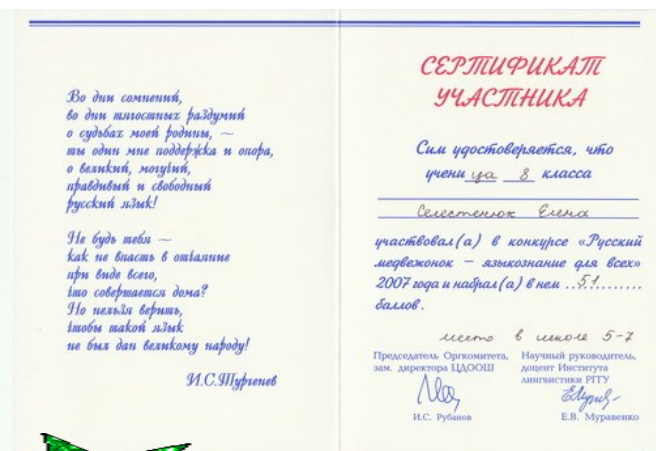 Во дни сомнений,
во дни тягостных раздумий
о судьбах моей родины, —
ты один мне поддержка и опора,
о великий, могучий,
правдивый и свободный
русский язык!
Не будь тебя —
как не впасть в отчаяние
при виде всего,
что совершается дома?
Но нельзя верить,
чтобы такой язык
не был дан великому народу!
И.С.Тургенев
СЕРТИФИКАТ
УЧАСТНИКА
Сим удостоверяется, что
учени ца 8 класса
Селестенюк Елена
участвовал(а) в конкурсе «Русский
медвежонок — языкознание для всех»
2007 года и набрал(а) в нем ..51........
баллов.
место в школе 5-7
Председатель Оргкомитета,
зам. директора ЦДООШ
И.С. Рубанов
Научный руководитель,
доцент Института
лингвистики РГГУ
Е.В. Муравенко